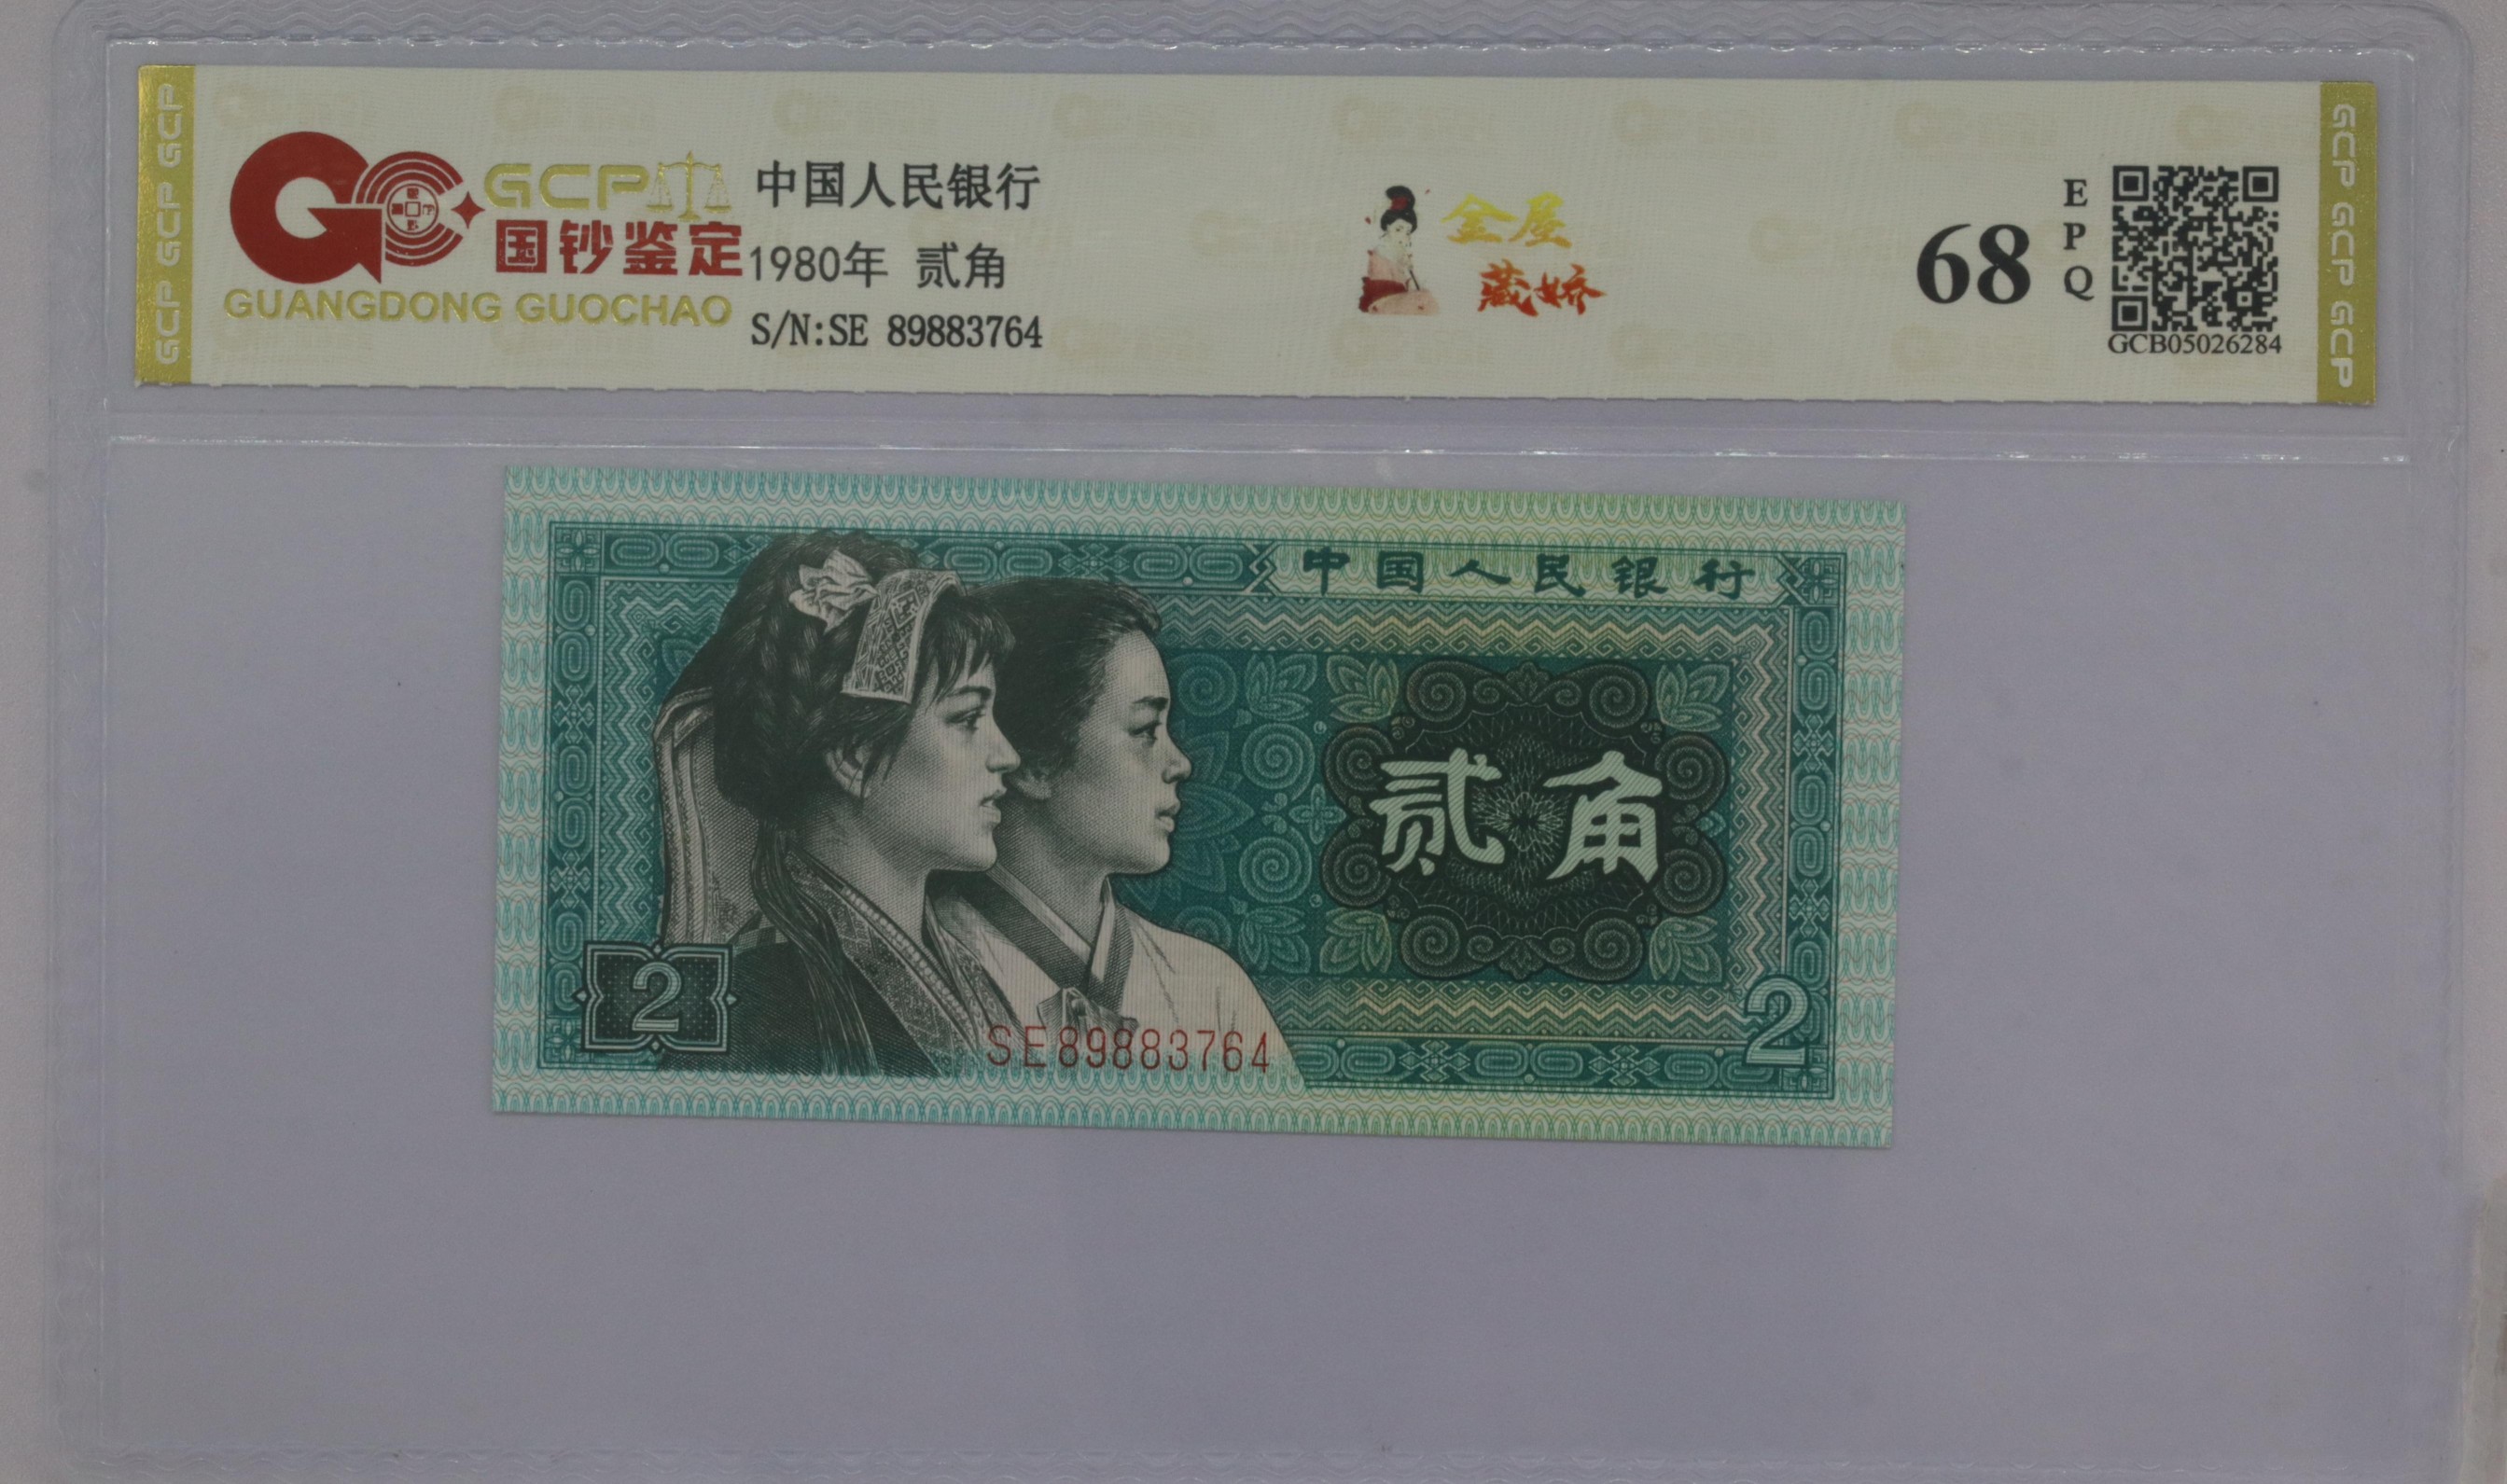 GCP GCP GCP
GCP
国钞鉴定
GUANGDONG GUOCHAO
中国人民银行
1980年 贰角
S/N:SE 89883764
金屋
藏娇
68
EPQ
GCB05026284
GCP GCP GCP
中国人民银行
贰角
2
SE89883764
2